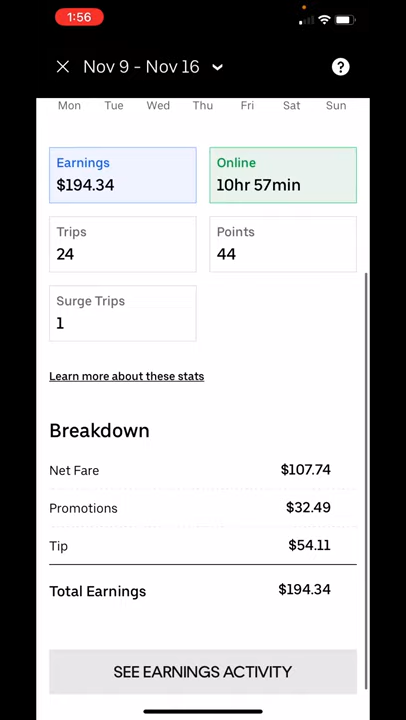 1:56
Nov 9 - Nov 16
?
Mon Tue Wed Thu Fri Sat Sun
Earnings
$194.34
Online
10hr 57min
Trips
24
Points
44
Surge Trips
1
Learn more about these stats
Breakdown
Net Fare $107.74
Promotions $32.49
Tip $54.11
Total Earnings $194.34
SEE EARNINGS ACTIVITY